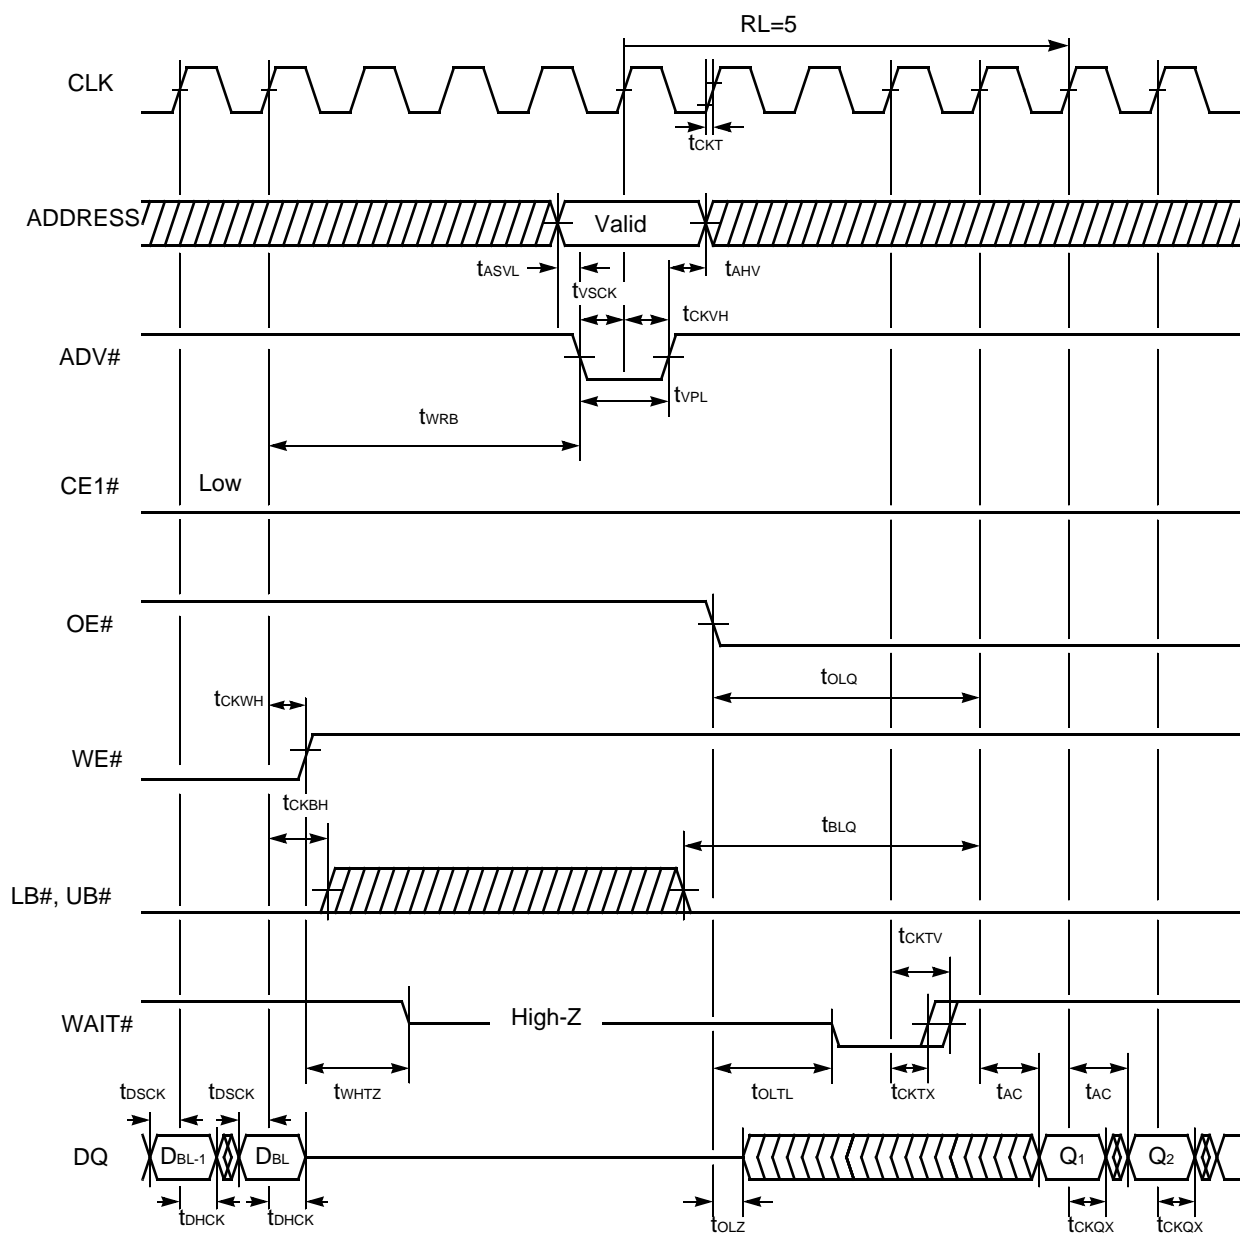 RL=5
CLK
tCKT
ADDRESS
Valid
tASVL
tVSCK
tAHV
tCKVH
ADV#
tVPL
tWRB
CE1#
Low
OE#
tOLQ
tCKWH
WE#
tCKBH
tBLQ
LB#, UB#
tCKTV
WAIT#
High-Z
tDSCK
tDSCK
tWHTZ
tOLTL
tCKTX
tAC
tAC
DQ
DBL-1
DBL
Q1
Q2
tDHCK
tDHCK
tOLZ
tCKQX
tCKQX